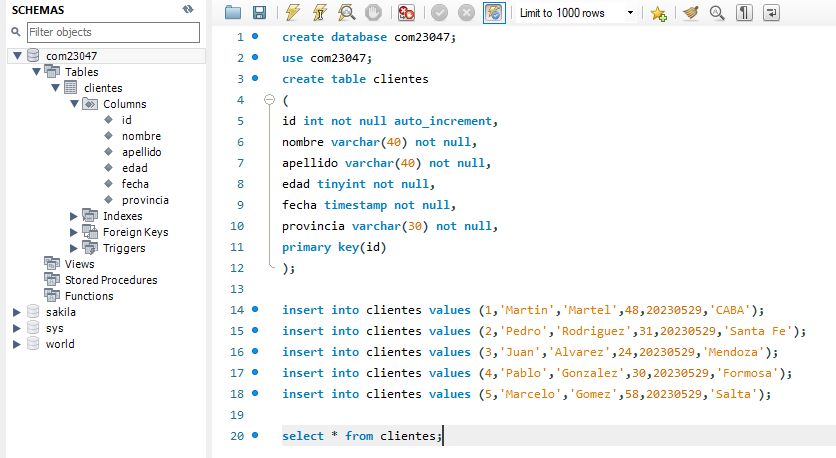 SCHEMAS
Filter objects
com23047
Tables
clientes
Columns
id
nombre
apellido
edad
fecha
provincia
Indexes
Foreign Keys
Triggers
Views
Stored Procedures
Functions
sakila
sys
world
Limit to 1000 rows
1 create database com23047;
2 use com23047;
3 create table clientes
4 (
5 id int not null auto_increment,
6 nombre varchar(40) not null,
7 apellido varchar(40) not null,
8 edad tinyint not null,
9 fecha timestamp not null,
10 provincia varchar(30) not null,
11 primary key(id)
12 );
13
14 insert into clientes values (1,'Martin','Martel',48,20230529,'CABA');
15 insert into clientes values (2,'Pedro','Rodriguez',31,20230529,'Santa Fe');
16 insert into clientes values (3,'Juan','Alvarez',24,20230529,'Mendoza');
17 insert into clientes values (4,'Pablo','Gonzalez',30,20230529,'Formosa');
18 insert into clientes values (5,'Marcelo','Gomez',58,20230529,'Salta');
19
20 select * from clientes;